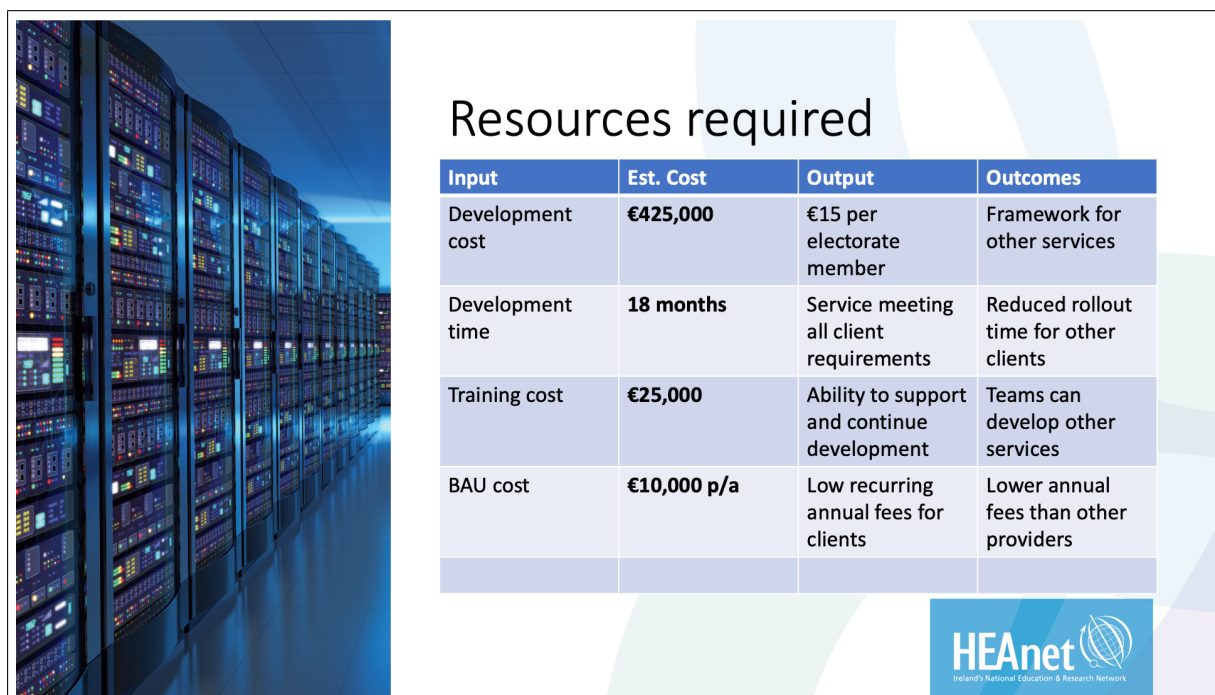 Resources required
Input Est. Cost Output Outcomes
Development €425,000 €15 per Framework for
cost electorate other services
member
Development 18 months Service meeting Reduced rollout
time all client time for other
requirements clients
Training cost €25,000 Ability to support Teams can
and continue develop other
development services
BAU cost €10,000 p/a Low recurring Lower annual
annual fees for fees than other
clients providers
HEAnet
Ireland's National Education & Research Network